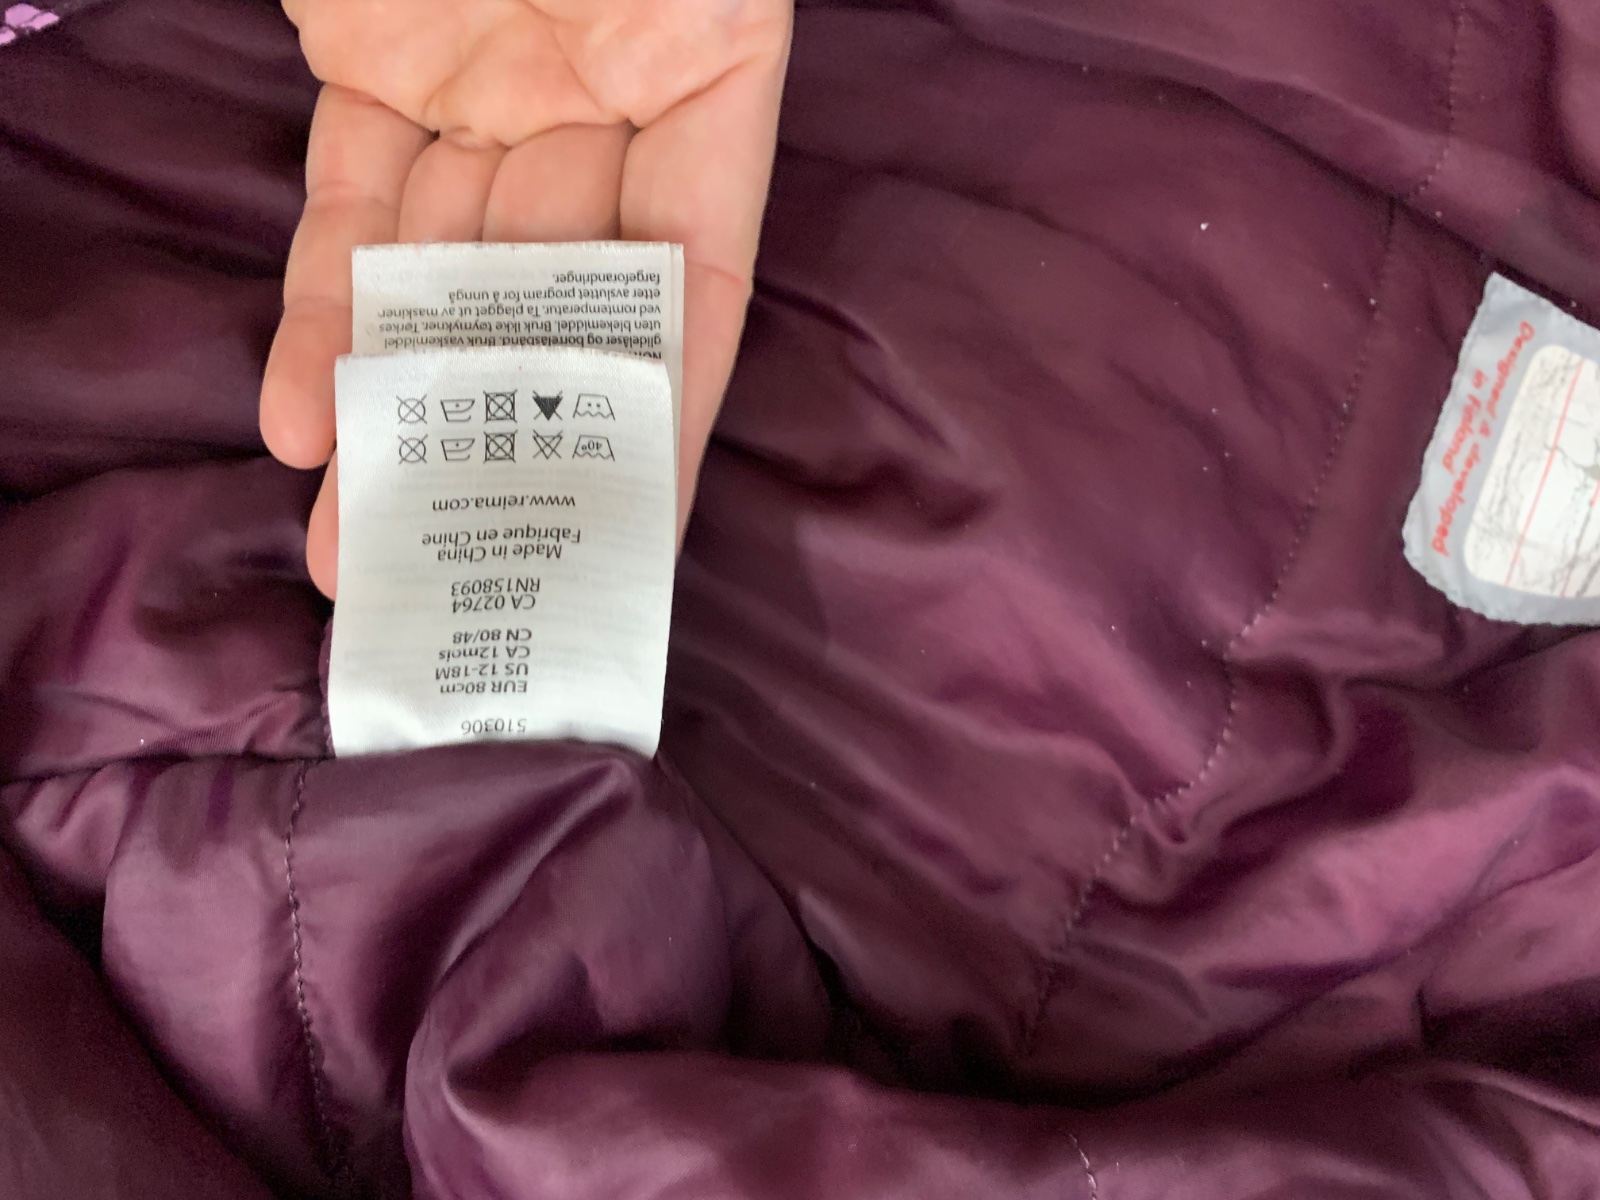 510306
EUR 80cm
US 12-18M
CA 12mois
CN 80/48
CA 02764
RN158093
Made in China
Fabrique en Chine
www.reima.com
40°
glidelåser og borrelåsbånd. Bruk vaskemiddel
uten blekemiddel. Bruk ikke tøymykner. Tørkes
ved romtemperatur. Ta plagget ut av maskinen
etter avsluttet program for å unngå
fargeforandringer.
Designed & developed
in Finland